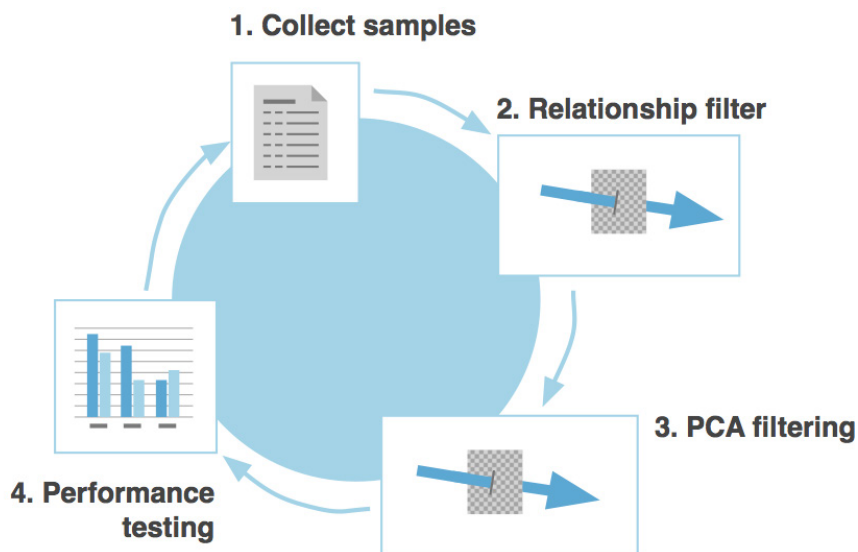 1. Collect samples
2. Relationship filter
3. PCA filtering
4. Performance
testing